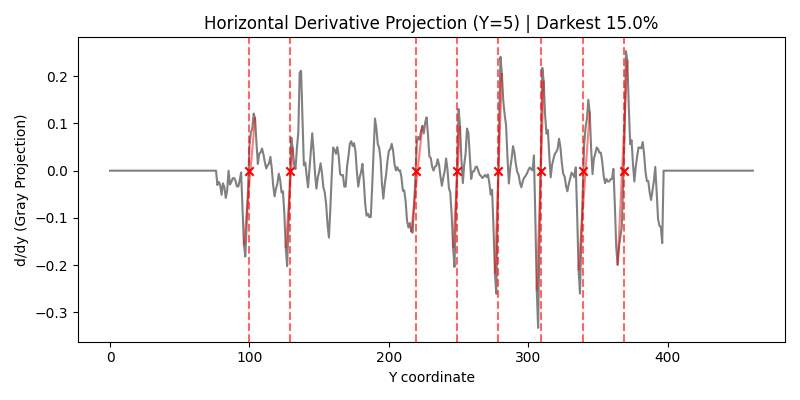 Horizontal Derivative Projection (Y=5) | Darkest 15.0%
0.2
0.1
0.0
−0.1
−0.2
−0.3
d/dy (Gray Projection)
0 100 200 300 400
Y coordinate